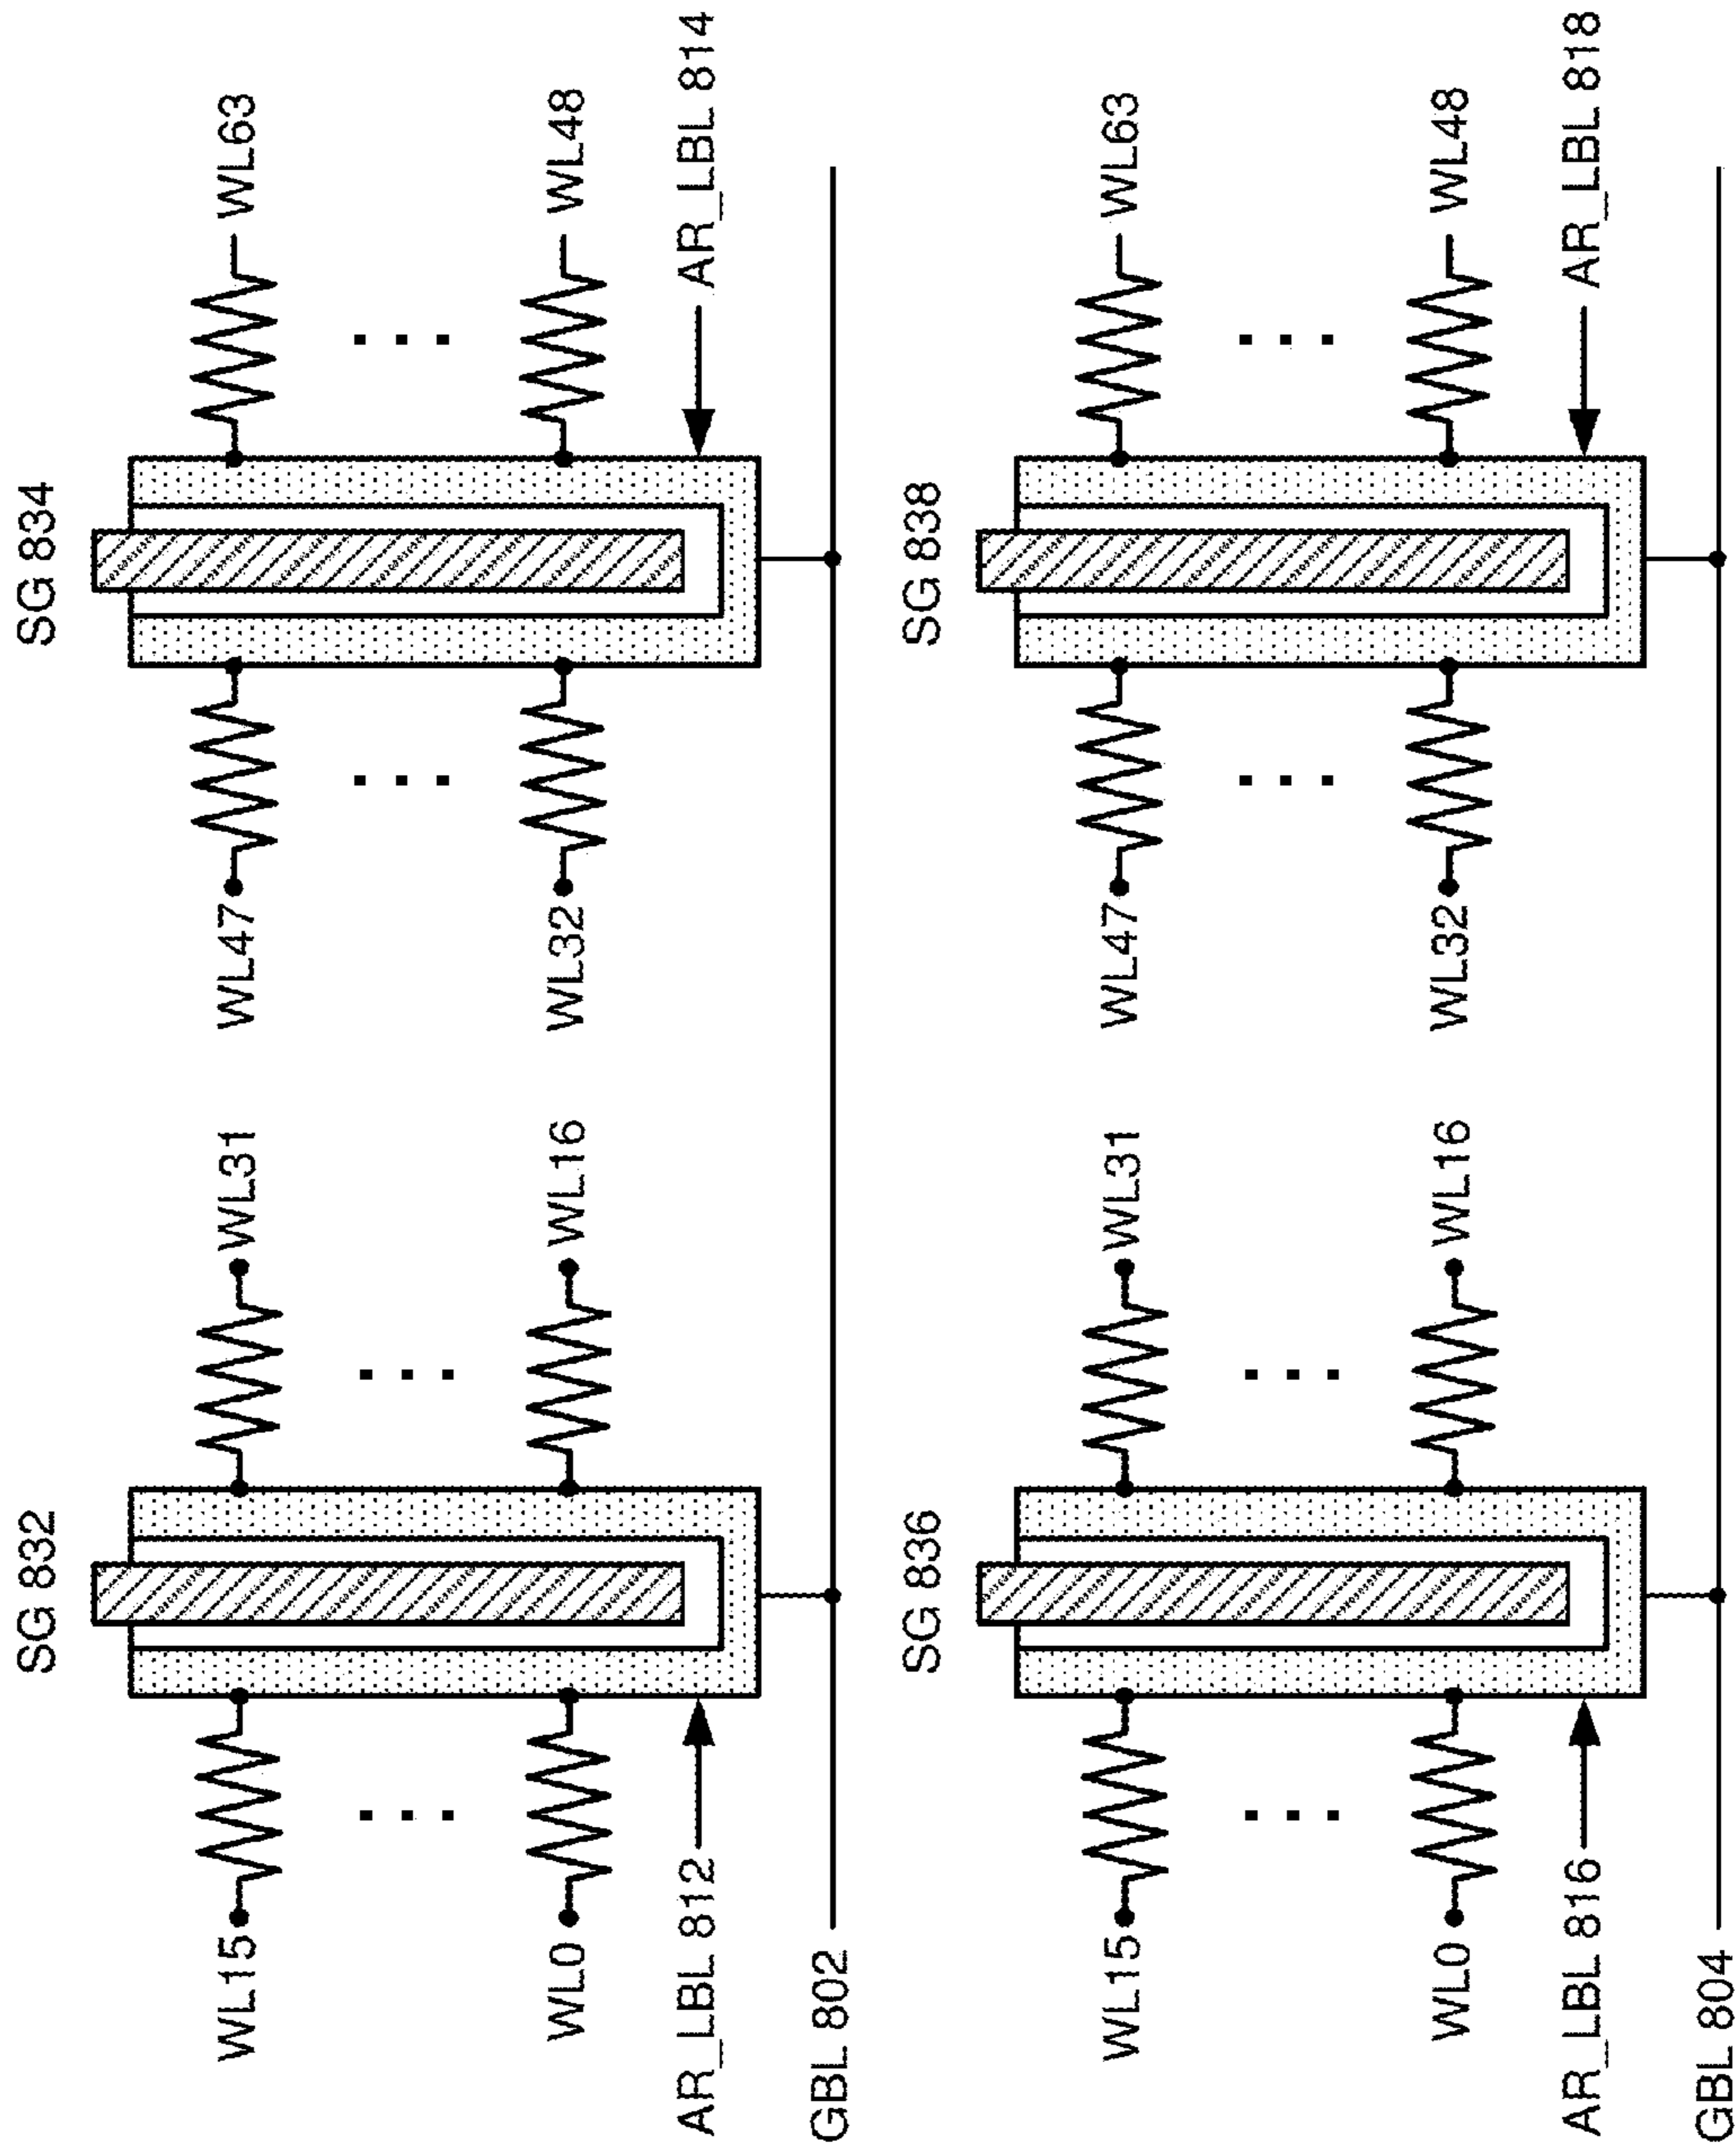 SG 832
SG 834
WL15
WL31
WL47
WL63
WL0
WL16
WL32
WL48
AR_LBL 812
AR_LBL 814
GBL 802
SG 836
SG 838
WL15
WL31
WL47
WL63
WL0
WL16
WL32
WL48
AR_LBL 816
AR_LBL 818
GBL 804